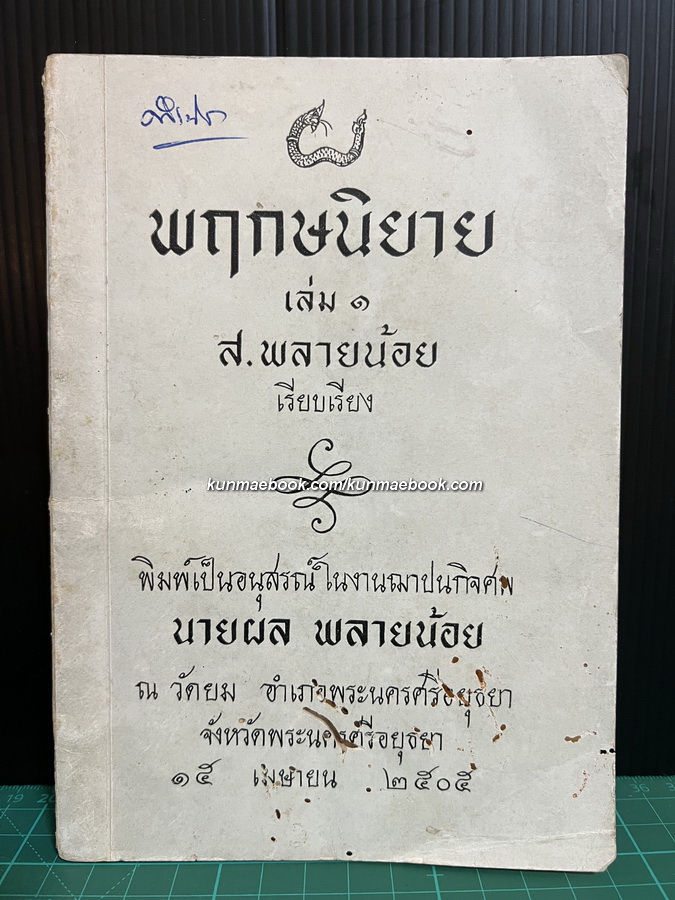 พฤกษนิยาย
เล่ม ๑
ส.พลายน้อย
เรียบเรียง
kunmaebook.com/kunmaebook.com
พิมพ์เป็นอนุสรณ์ในงานฌาปนกิจศพ
นายผล พลายน้อย
ณ วัดยม อำเภอพระนครศรีอยุธยา
จังหวัดพระนครศรีอยุธยา
๑๕ เมษายน ๒๕๐๕
19 20
36 37